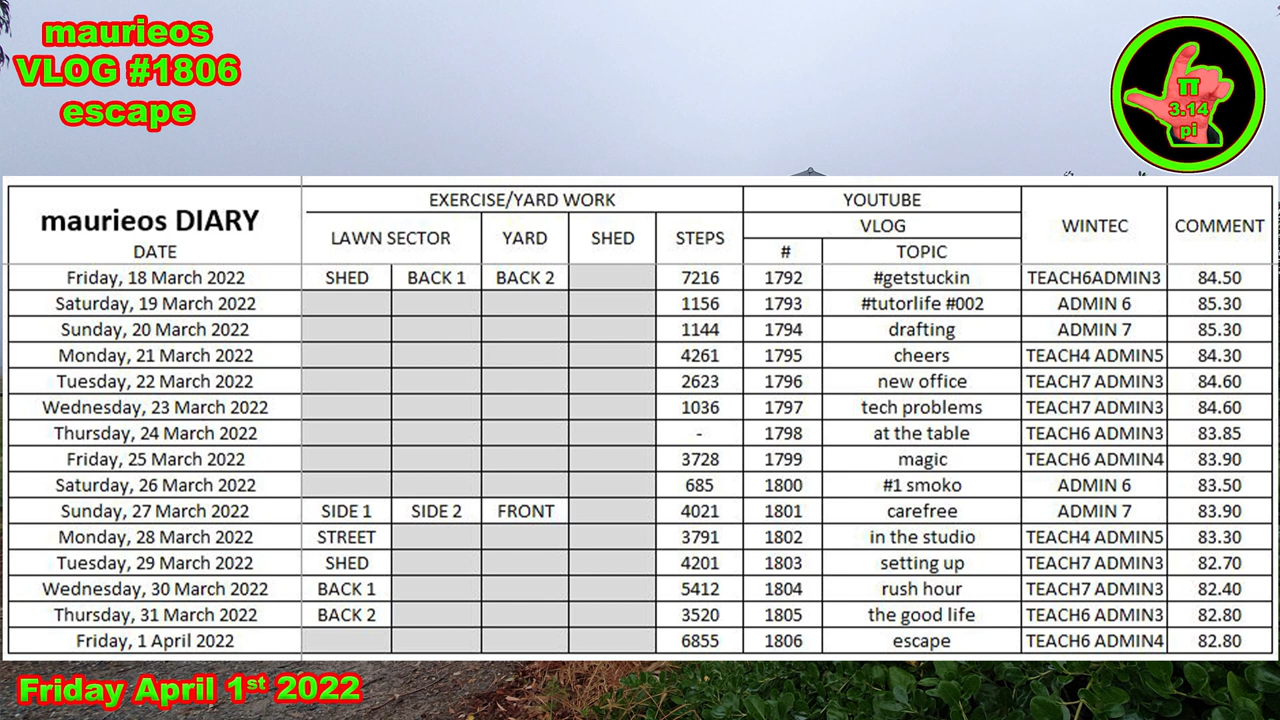 maurieos
VLOG #1806
escape
π
3.14
pi
maurieos DIARY
DATE
EXERCISE/YARD WORK
YOUTUBE
WINTEC
COMMENT
LAWN SECTOR
YARD
SHED
STEPS
VLOG
#
TOPIC
Friday, 18 March 2022 SHED BACK 1 BACK 2 7216 1792 #getstuckin TEACH6ADMIN3 84.50
Saturday, 19 March 2022 1156 1793 #tutorlife #002 ADMIN 6 85.30
Sunday, 20 March 2022 1144 1794 drafting ADMIN 7 85.30
Monday, 21 March 2022 4261 1795 cheers TEACH4 ADMIN5 84.30
Tuesday, 22 March 2022 2623 1796 new office TEACH7 ADMIN3 84.60
Wednesday, 23 March 2022 1036 1797 tech problems TEACH7 ADMIN3 84.60
Thursday, 24 March 2022 - 1798 at the table TEACH6 ADMIN3 83.85
Friday, 25 March 2022 3728 1799 magic TEACH6 ADMIN4 83.90
Saturday, 26 March 2022 685 1800 #1 smoko ADMIN 6 83.50
Sunday, 27 March 2022 SIDE 1 SIDE 2 FRONT 4021 1801 carefree ADMIN 7 83.90
Monday, 28 March 2022 STREET 3791 1802 in the studio TEACH4 ADMIN5 83.30
Tuesday, 29 March 2022 SHED 4201 1803 setting up TEACH7 ADMIN3 82.70
Wednesday, 30 March 2022 BACK 1 5412 1804 rush hour TEACH7 ADMIN3 82.40
Thursday, 31 March 2022 BACK 2 3520 1805 the good life TEACH6 ADMIN3 82.80
Friday, 1 April 2022 6855 1806 escape TEACH6 ADMIN4 82.80
Friday April 1st 2022